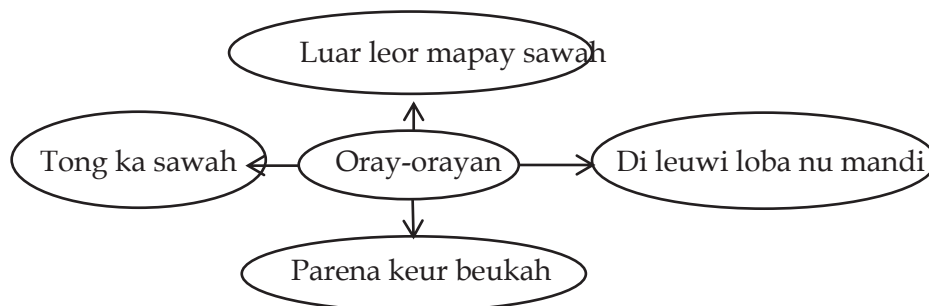 Luar leor mapay sawah
Tong ka sawah
Oray-orayan
Di leuwi loba nu mandi
Parena keur beukah